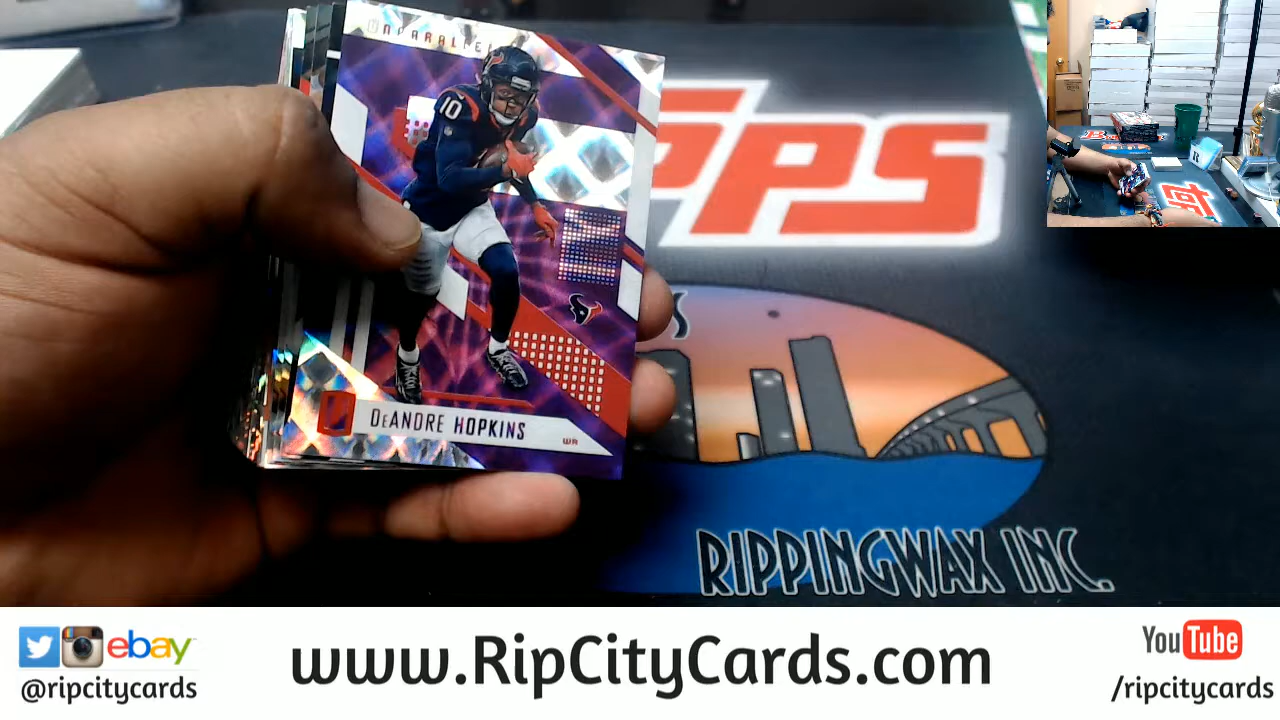 UNPARALLELED
10
DeANDRE HOPKINS
WR
RIPPINGWAX INC.
ebay
@ripcitycards
www.RipCityCards.com
YouTube
/ripcitycards